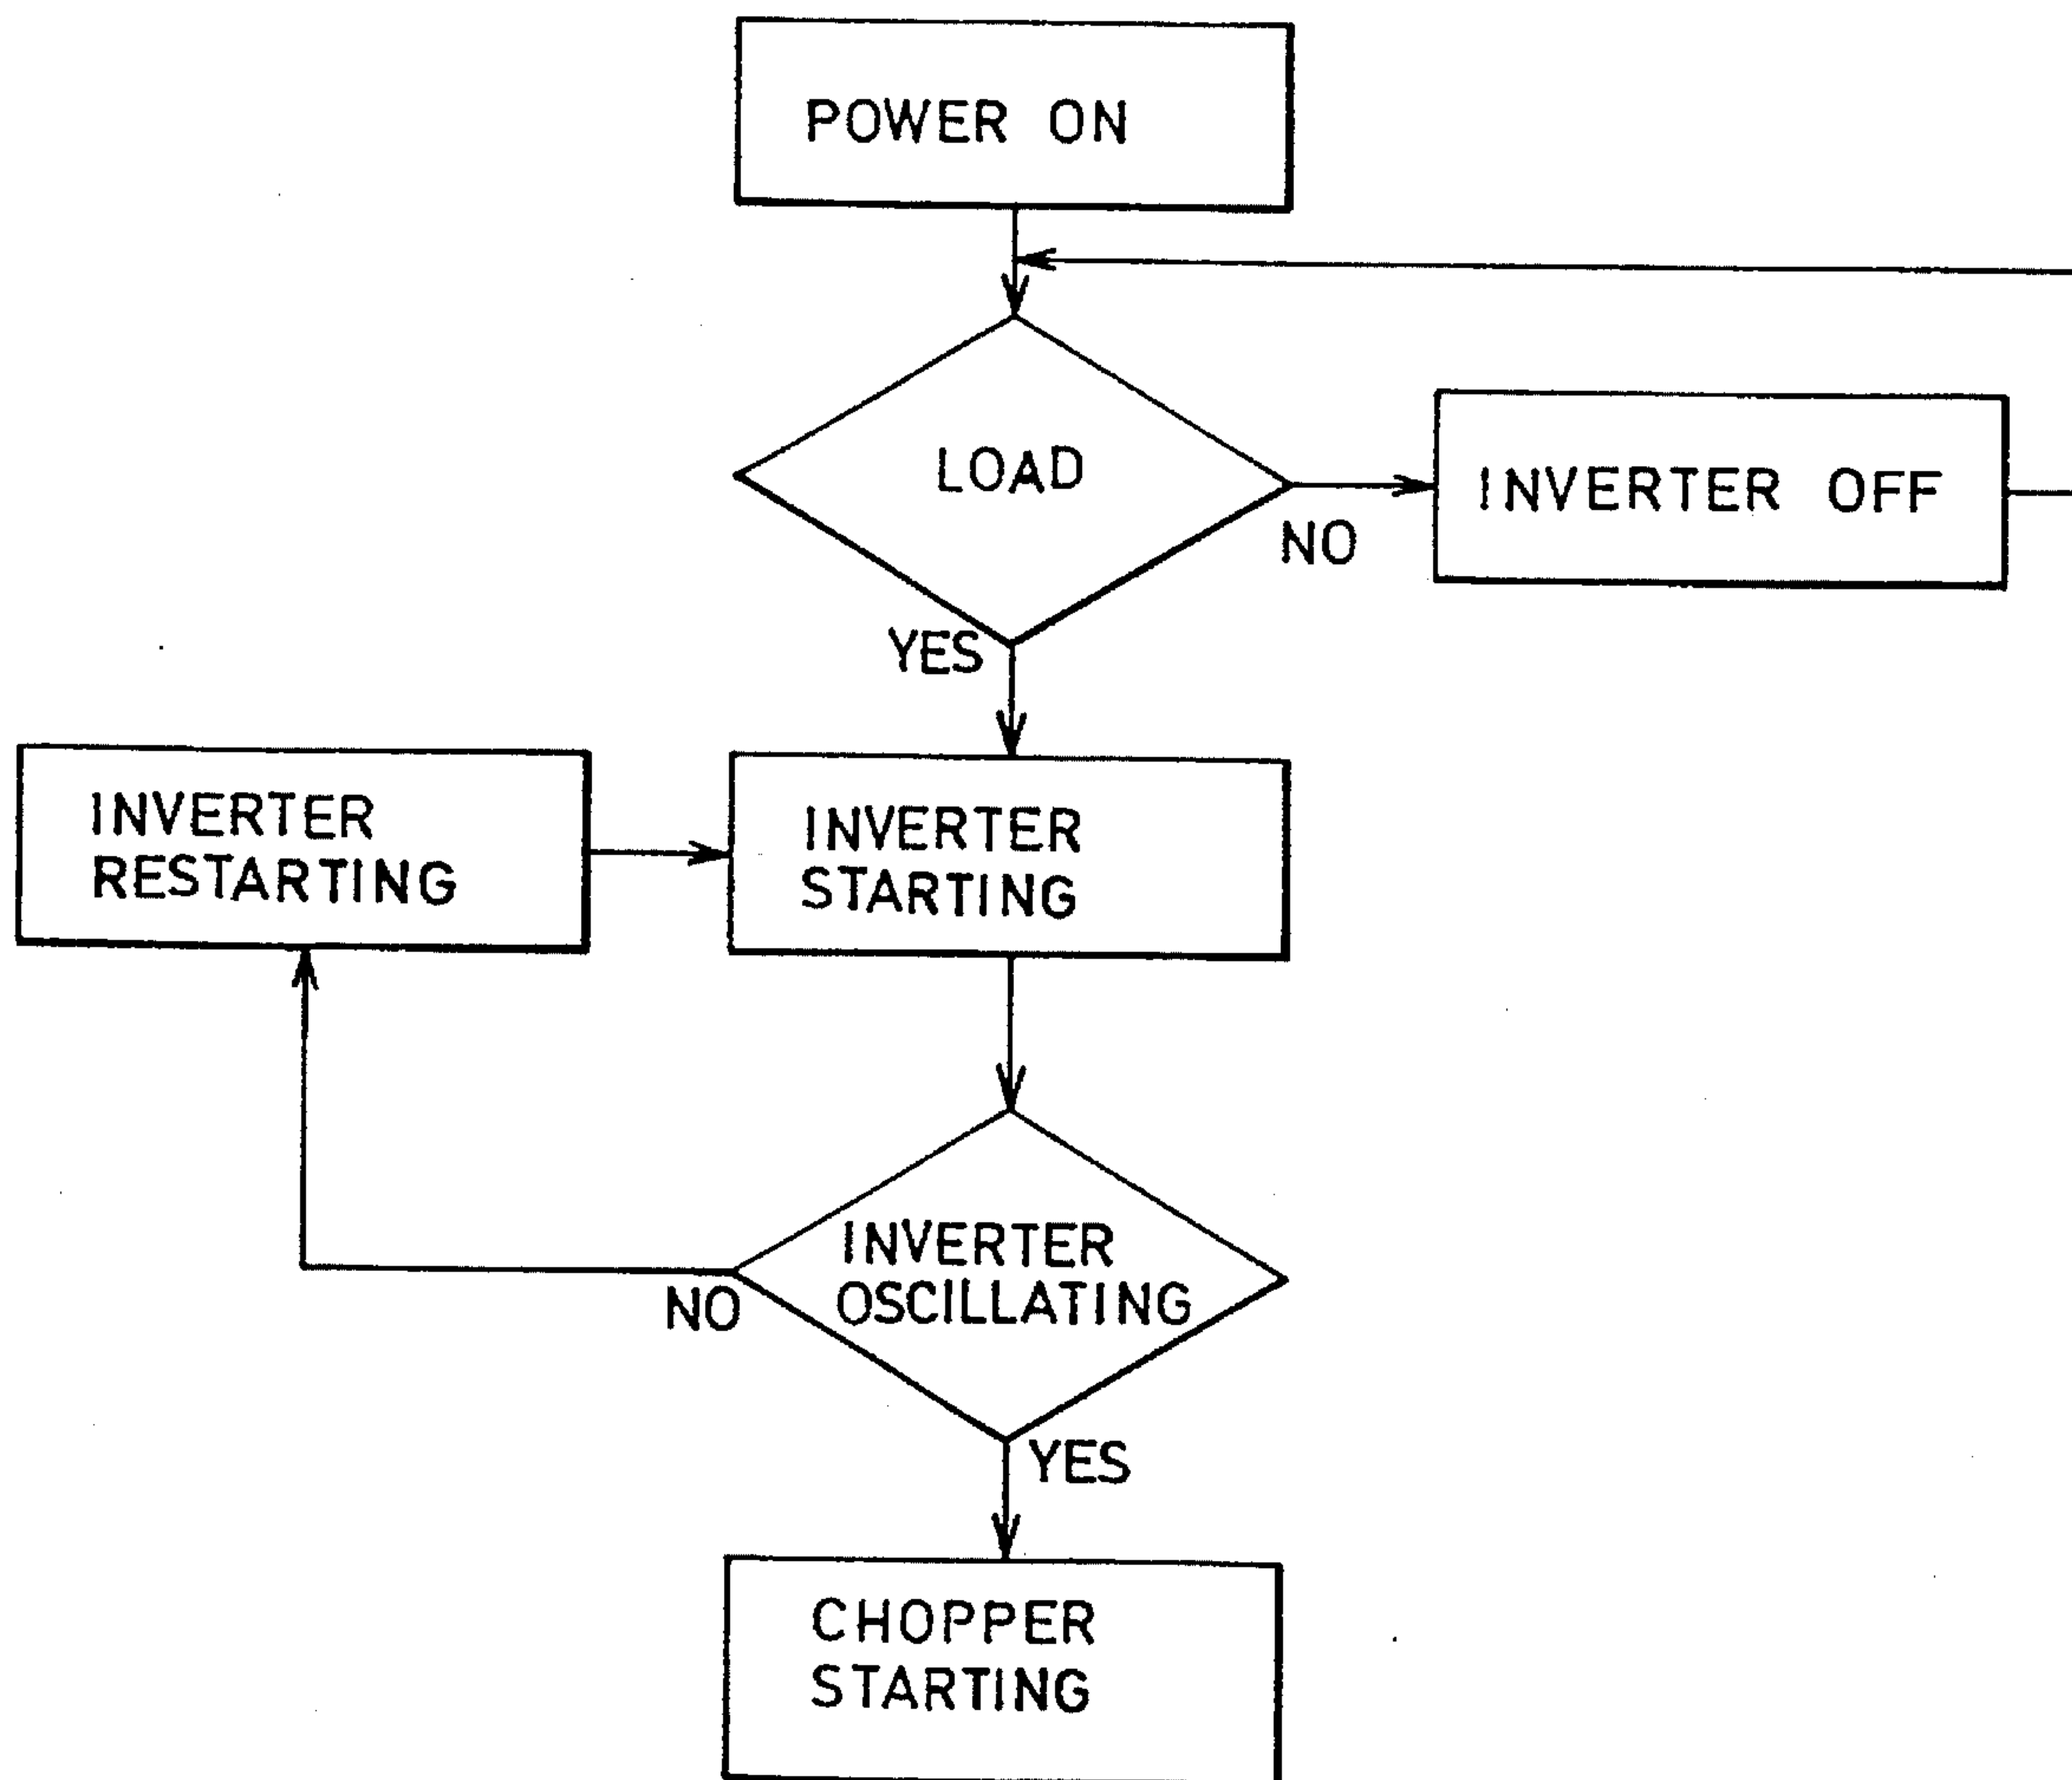 POWER ON
LOAD
NO
INVERTER OFF
YES
INVERTER
RESTARTING
INVERTER
STARTING
INVERTER
OSCILLATING
NO
YES
CHOPPER
STARTING